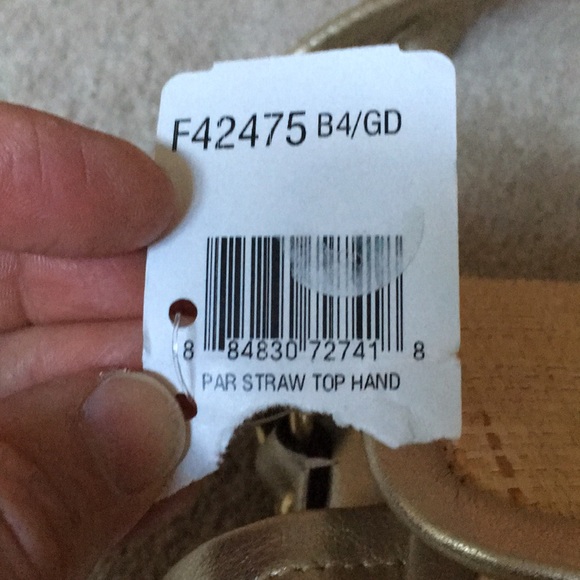 F42475 B4/GD
8 84830 72741 8
PAR STRAW TOP HAND